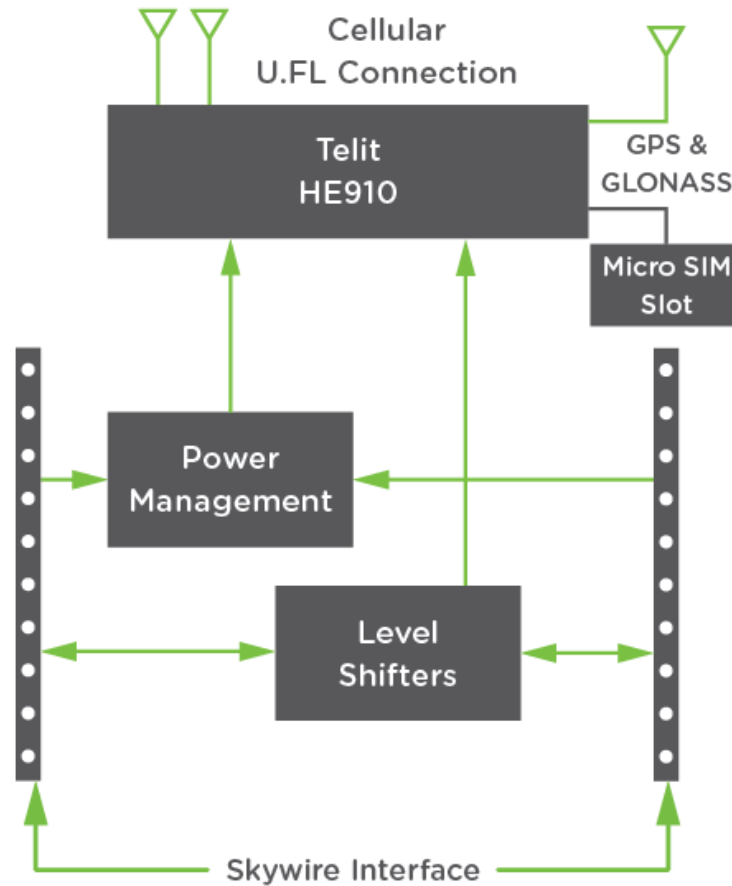 Cellular
U.FL Connection
Telit
HE910
GPS &
GLONASS
Micro SIM
Slot
Power
Management
Level
Shifters
Skywire Interface